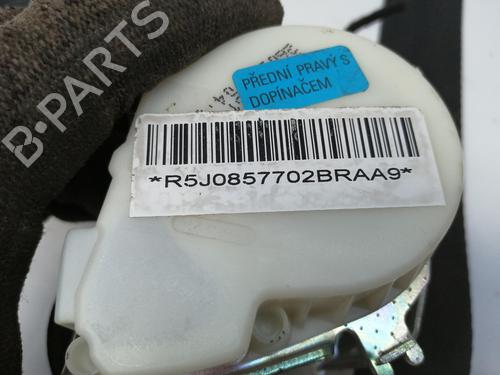 PŘEDNÍ PRAVÝ S
DOPÍNAČEM
*R5J0857702BRAA9*
B-PARTS